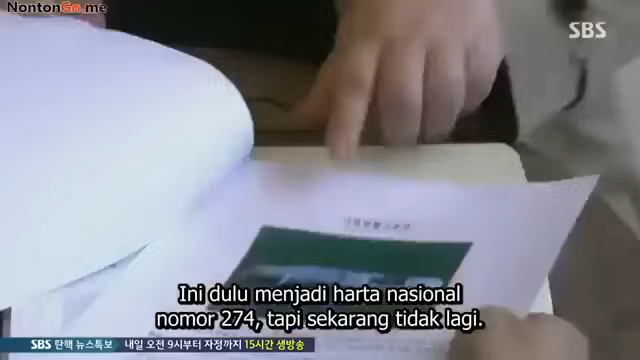 NontonGo.me
SBS
Ini dulu menjadi harta nasional
nomor 274, tapi sekarang tidak lagi.
SBS 탄핵 뉴스특보 내일 오전 9시부터 자정까지 15시간 생방송